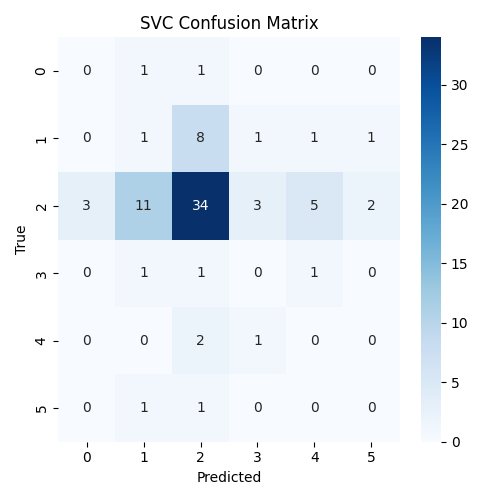 SVC Confusion Matrix
0 0 1 1 0 0 0
1 0 1 8 1 1 1
2 3 11 34 3 5 2
3 0 1 1 0 1 0
4 0 0 2 1 0 0
5 0 1 1 0 0 0
0 1 2 3 4 5
Predicted
True
30
25
20
15
10
5
0